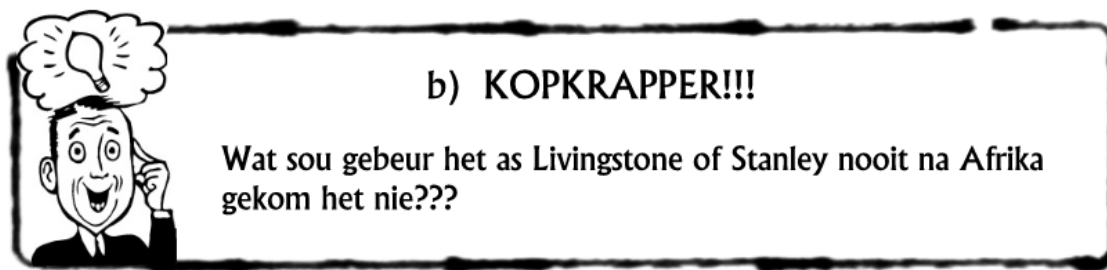 b) KOPKRAPPER!!!
Wat sou gebeur het as Livingstone of Stanley nooit na Afrika
gekom het nie???